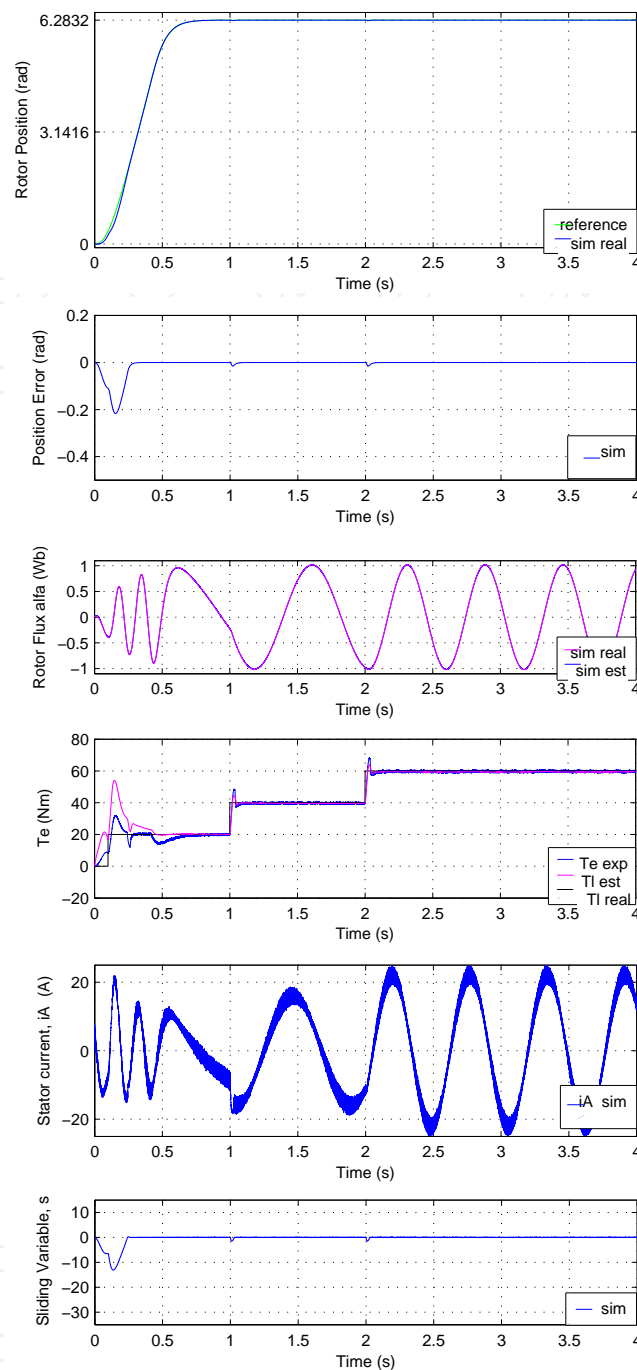 6.2832
3.1416
0
Rotor Position (rad)
reference
sim real
0 0.5 1 1.5 2 2.5 3 3.5 4
Time (s)
0.2
0
−0.2
−0.4
Position Error (rad)
sim
0 0.5 1 1.5 2 2.5 3 3.5 4
Time (s)
1
0.5
0
−0.5
−1
Rotor Flux alfa (Wb)
sim real
sim est
0 0.5 1 1.5 2 2.5 3 3.5 4
Time (s)
80
60
40
20
0
−20
Te (Nm)
Te exp
Tl est
Tl real
0 0.5 1 1.5 2 2.5 3 3.5 4
Time (s)
20
0
−20
Stator current, iA (A)
iA sim
0 0.5 1 1.5 2 2.5 3 3.5 4
Time (s)
10
0
−10
−20
−30
Sliding Variable, s
sim
0 0.5 1 1.5 2 2.5 3 3.5 4
Time (s)